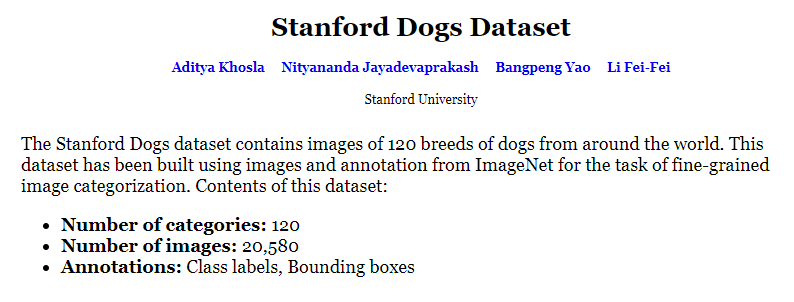 Stanford Dogs Dataset
Aditya Khosla Nityananda Jayadevaprakash Bangpeng Yao Li Fei-Fei
Stanford University
The Stanford Dogs dataset contains images of 120 breeds of dogs from around the world. This
dataset has been built using images and annotation from ImageNet for the task of fine-grained
image categorization. Contents of this dataset:
• Number of categories: 120
• Number of images: 20,580
• Annotations: Class labels, Bounding boxes